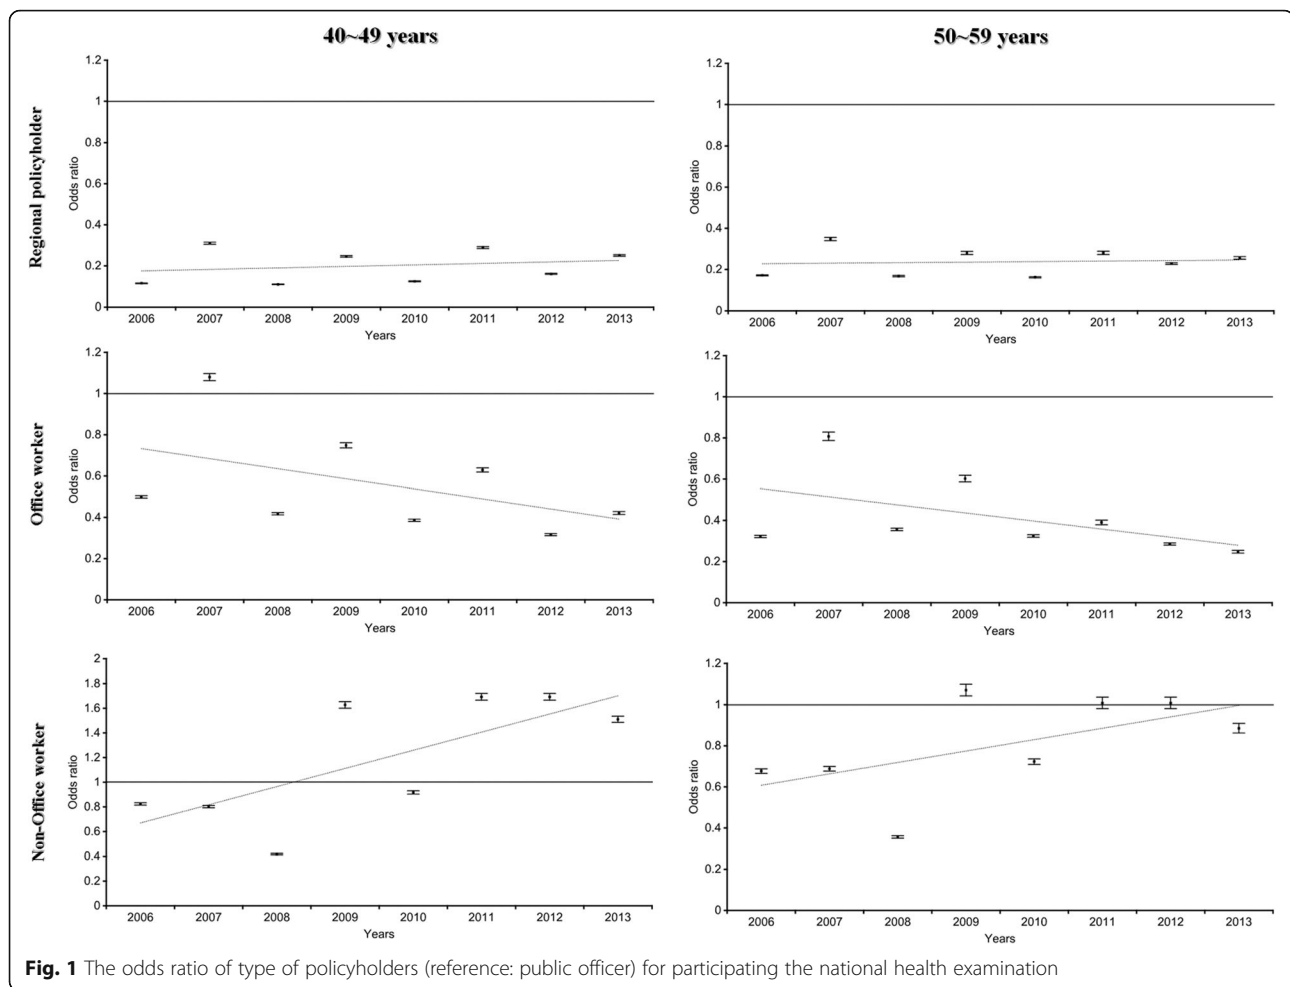 40~49 years
50~59 years
Regional policyholder
Odds ratio
1.2
1
0.8
0.6
0.4
0.2
0
2006 2007 2008 2009 2010 2011 2012 2013
Years
Odds ratio
1.2
1
0.8
0.6
0.4
0.2
0
2006 2007 2008 2009 2010 2011 2012 2013
Years
Office worker
Odds ratio
1.2
1
0.8
0.6
0.4
0.2
0
2006 2007 2008 2009 2010 2011 2012 2013
Years
Odds ratio
1.2
1
0.8
0.6
0.4
0.2
0
2006 2007 2008 2009 2010 2011 2012 2013
Years
Non-Office worker
Odds ratio
2
1.8
1.6
1.4
1.2
1
0.8
0.6
0.4
0.2
0
2006 2007 2008 2009 2010 2011 2012 2013
Years
Odds ratio
1.2
1
0.8
0.6
0.4
0.2
0
2006 2007 2008 2009 2010 2011 2012 2013
Years
Fig. 1 The odds ratio of type of policyholders (reference: public officer) for participating the national health examination